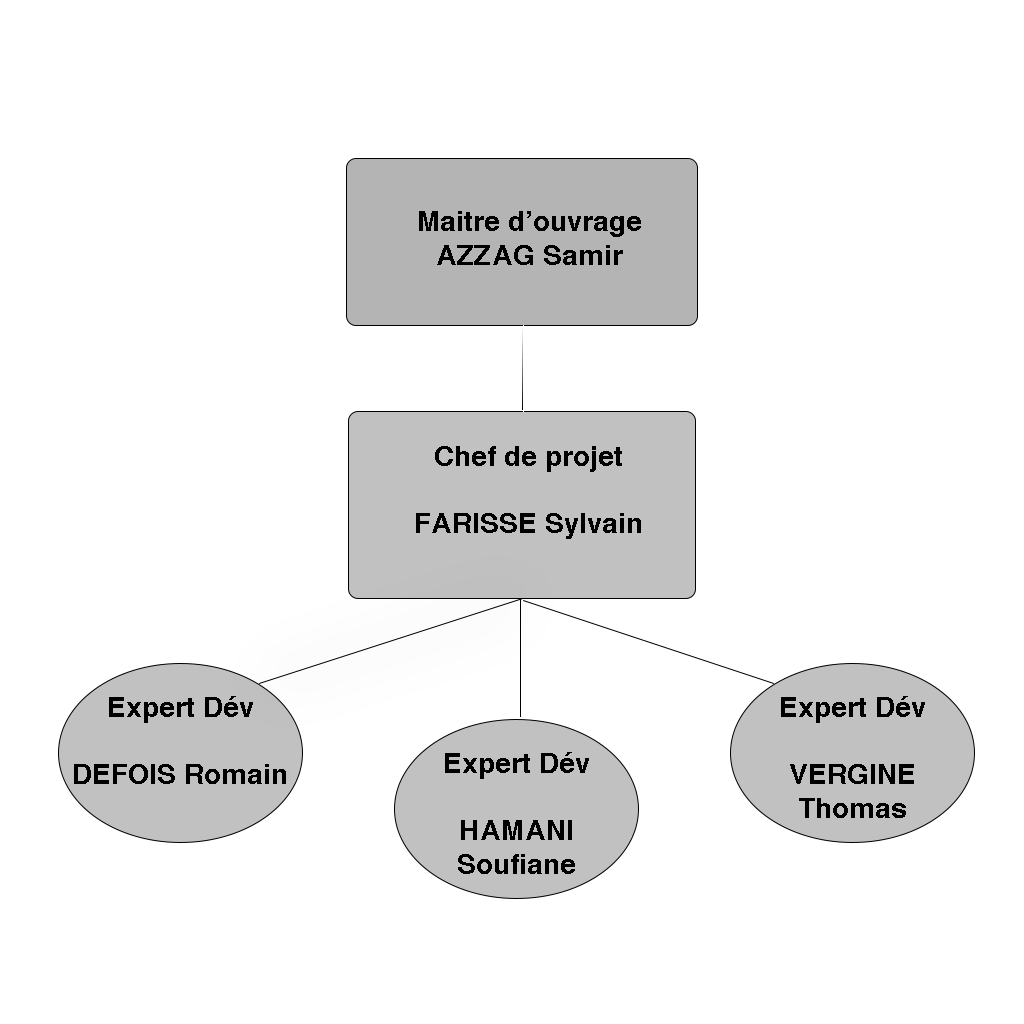 Maitre d’ouvrage
AZZAG Samir
Chef de projet
FARISSE Sylvain
Expert Dév
DEFOIS Romain
Expert Dév
HAMANI
Soufiane
Expert Dév
VERGINE
Thomas